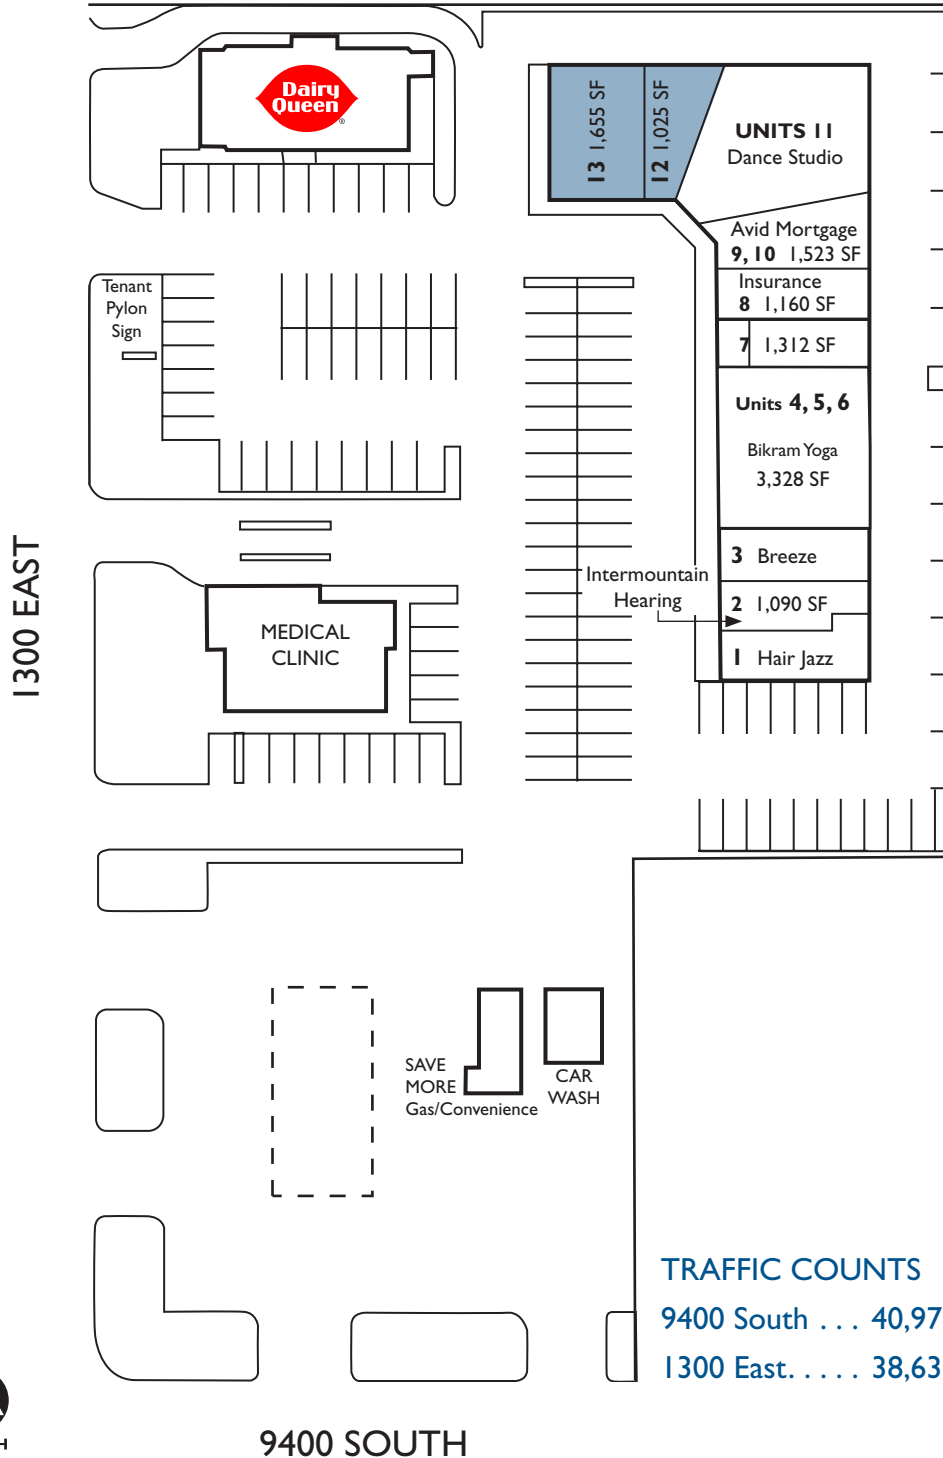 Dairy
Queen
®
13 1,655 SF
12 1,025 SF
UNITS 11
Dance Studio
Avid Mortgage
9, 10 1,523 SF
Insurance
8 1,160 SF
7 1,312 SF
Units 4, 5, 6
Bikram Yoga
3,328 SF
3 Breeze
2 1,090 SF
1 Hair Jazz
Intermountain
Hearing
Tenant
Pylon
Sign
MEDICAL
CLINIC
1300 EAST
SAVE
MORE
Gas/Convenience
CAR
WASH
TRAFFIC COUNTS
9400 South . . . 40,97
1300 East. . . . . 38,63
9400 SOUTH